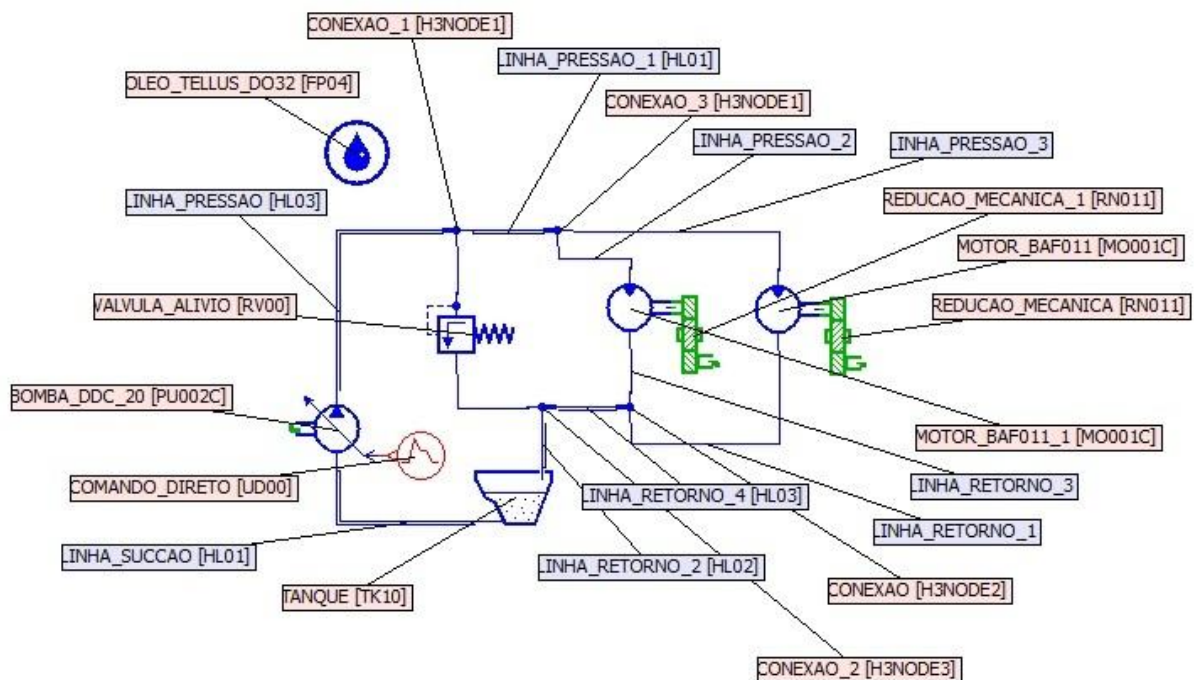 CONEXAO_1 [H3NODE1]
LINHA_PRESSAO_1 [HL01]
OLEO_TELLUS_DO32 [FP04]
CONEXAO_3 [H3NODE1]
LINHA_PRESSAO_2
LINHA_PRESSAO_3
LINHA_PRESSAO [HL03]
REDUCAO_MECANICA_1 [RN011]
MOTOR_BAF011 [MO001C]
VALVULA_ALIVIO [RV00]
REDUCAO_MECANICA [RN011]
BOMBA_DDC_20 [PU002C]
MOTOR_BAF011_1 [MO001C]
COMANDO_DIRETO [UD00]
LINHA_RETORNO_4 [HL03]
LINHA_RETORNO_3
LINHA_RETORNO_1
LINHA_SUCCAO [HL01]
LINHA_RETORNO_2 [HL02]
TANQUE [TK10]
CONEXAO [H3NODE2]
CONEXAO_2 [H3NODE3]